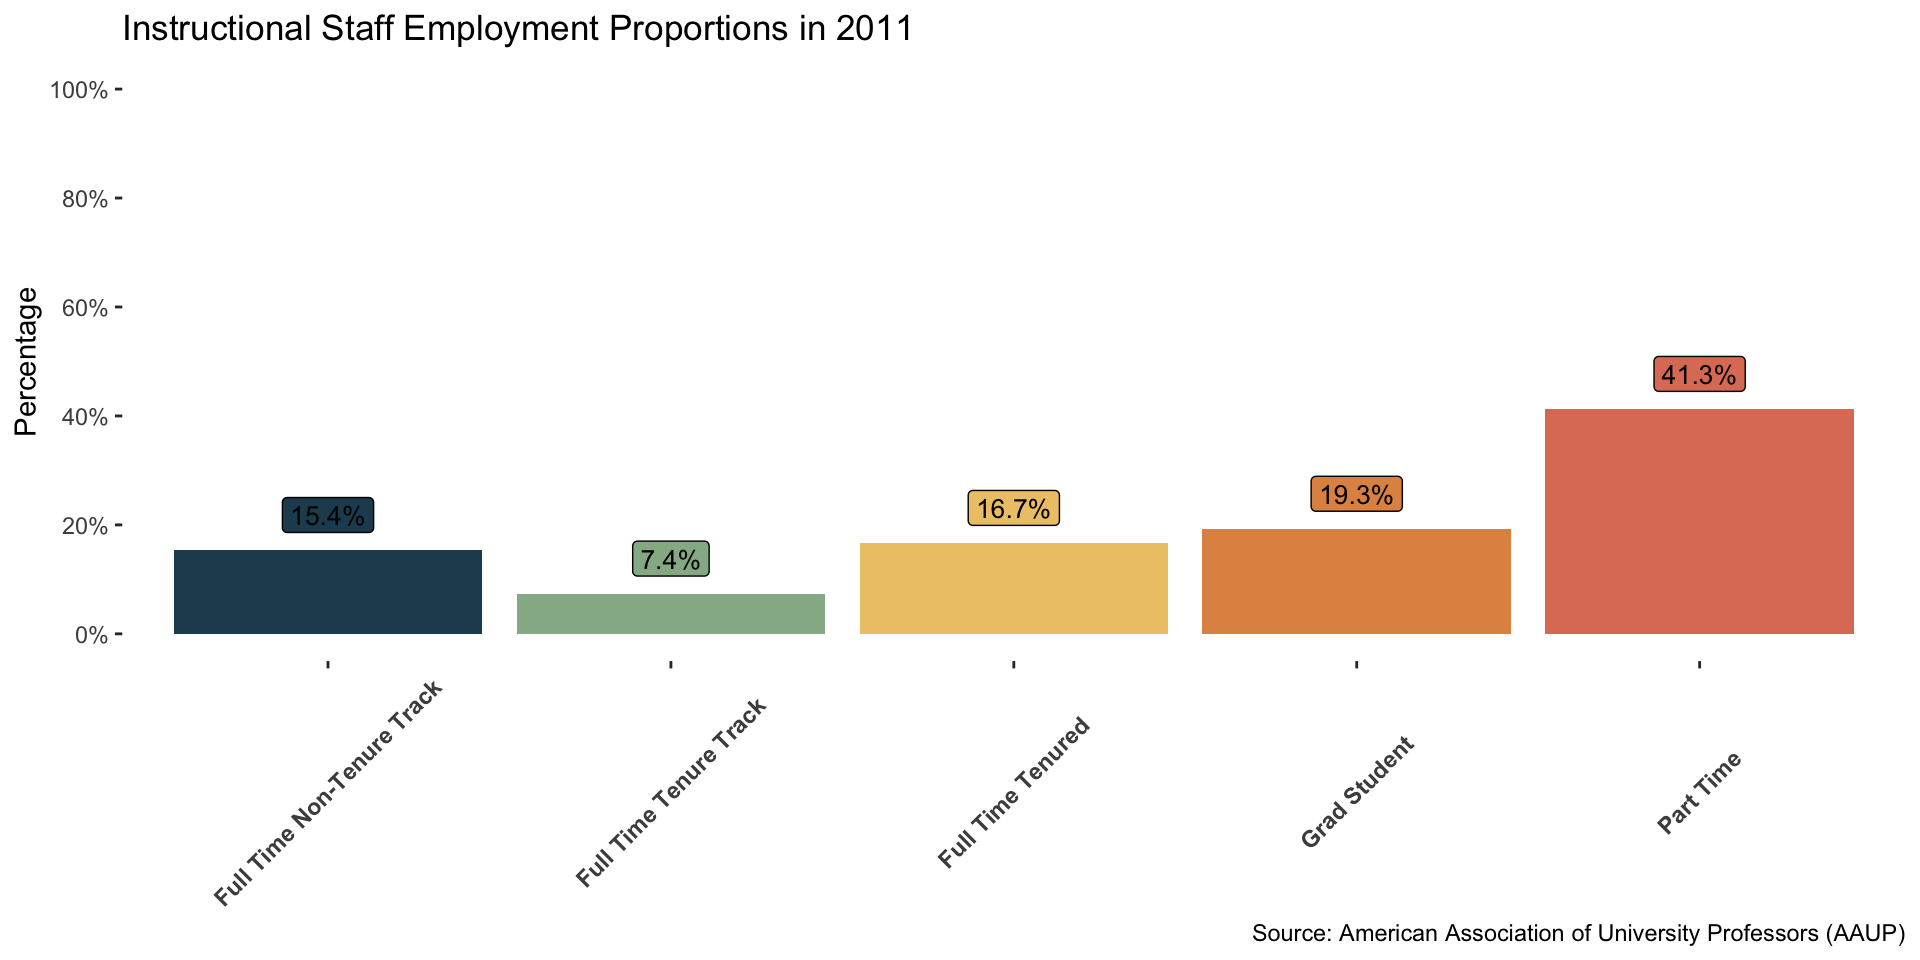 Instructional Staff Employment Proportions in 2011
Percentage
100%
80%
60%
40%
20%
0%
15.4%
7.4%
16.7%
19.3%
41.3%
Full Time Non-Tenure Track
Full Time Tenure Track
Full Time Tenured
Grad Student
Part Time
Source: American Association of University Professors (AAUP)